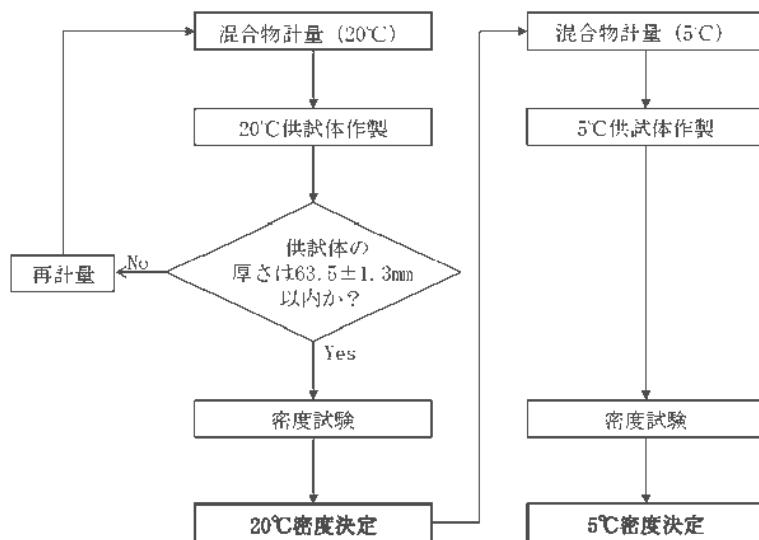 混合物計量 (20℃)
20℃供試体作製
供試体の
厚さは63.5±1.3㎜
以内か?
No
再計量
Yes
密度試験
20℃密度決定
混合物計量 (5℃)
5℃供試体作製
密度試験
5℃密度決定